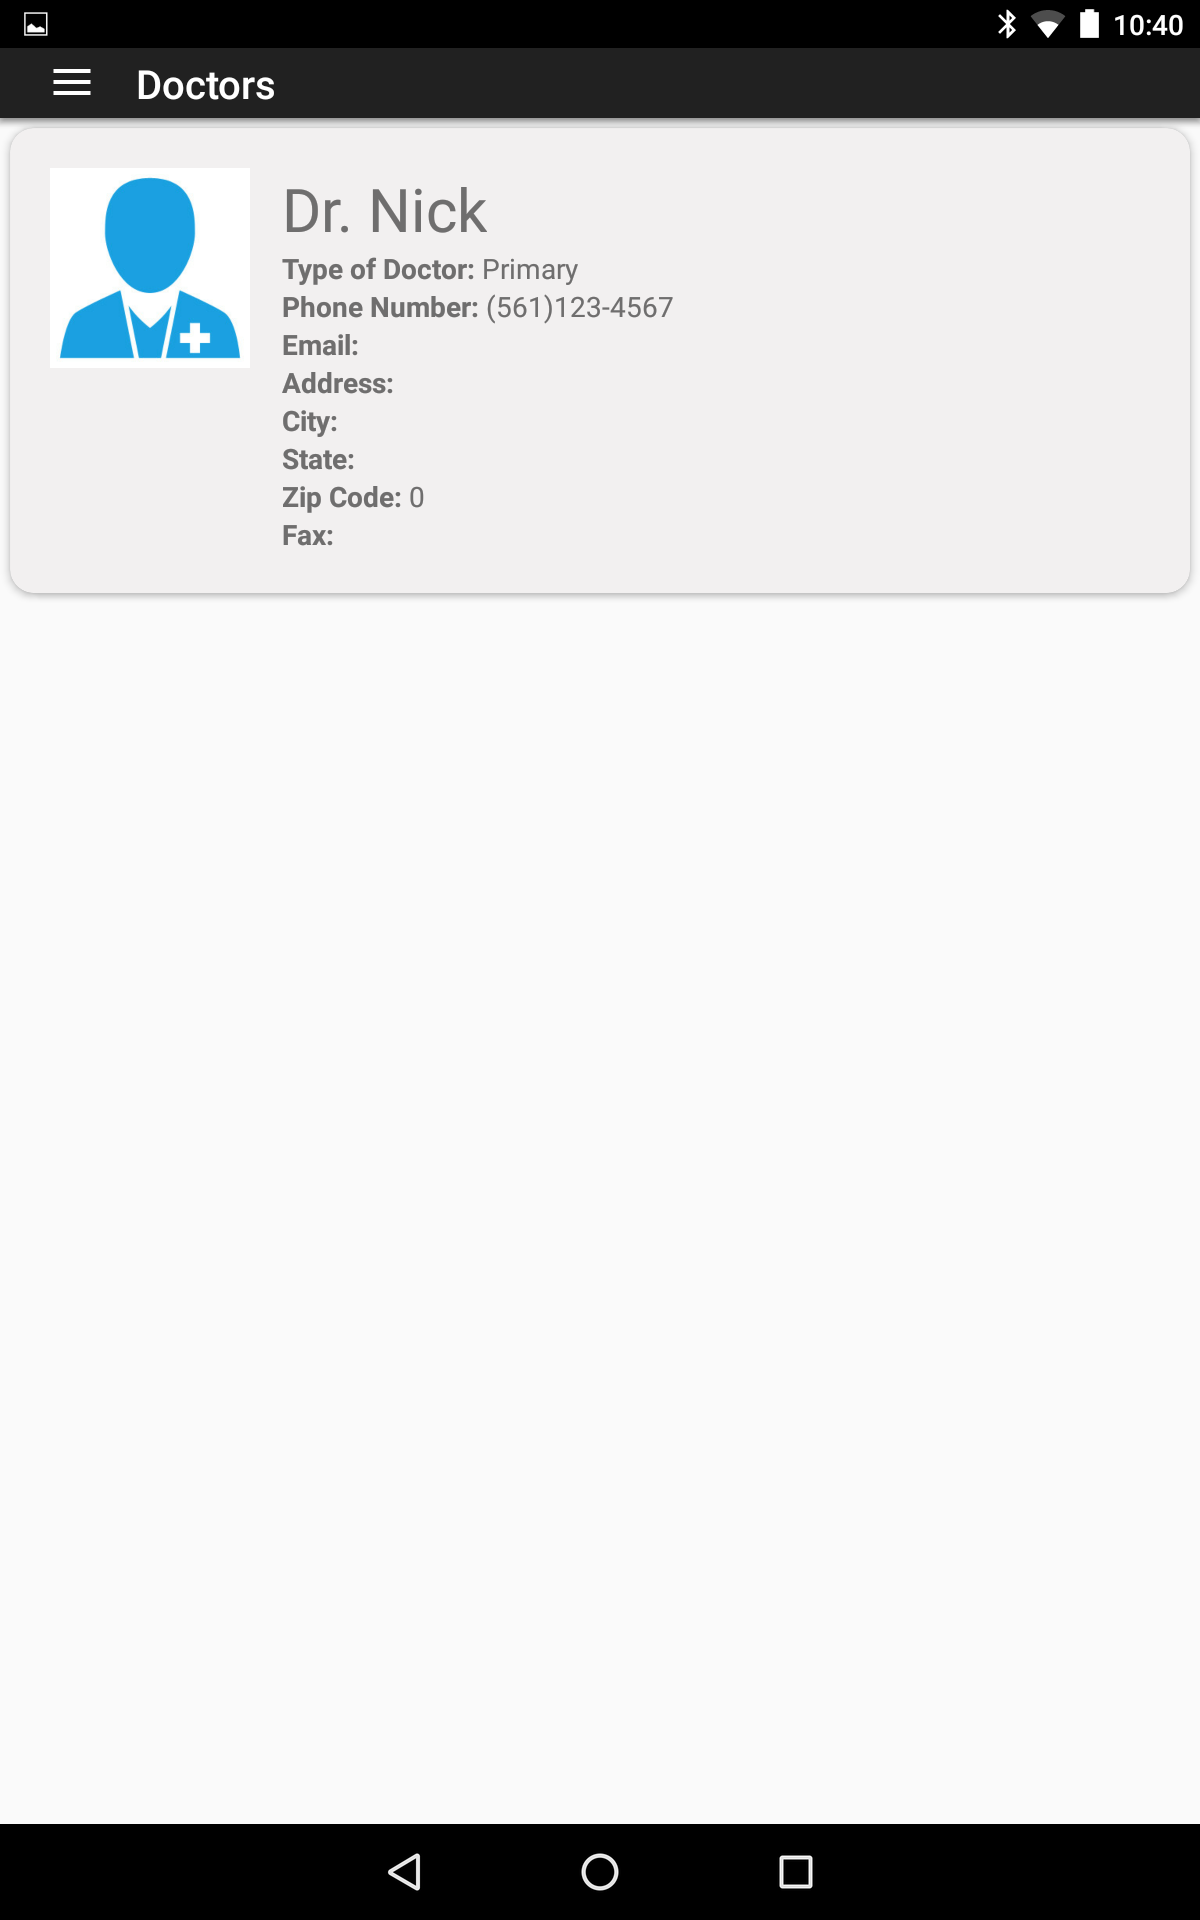 10:40
Doctors
Dr. Nick
Type of Doctor: Primary
Phone Number: (561)123-4567
Email:
Address:
City:
State:
Zip Code: 0
Fax: